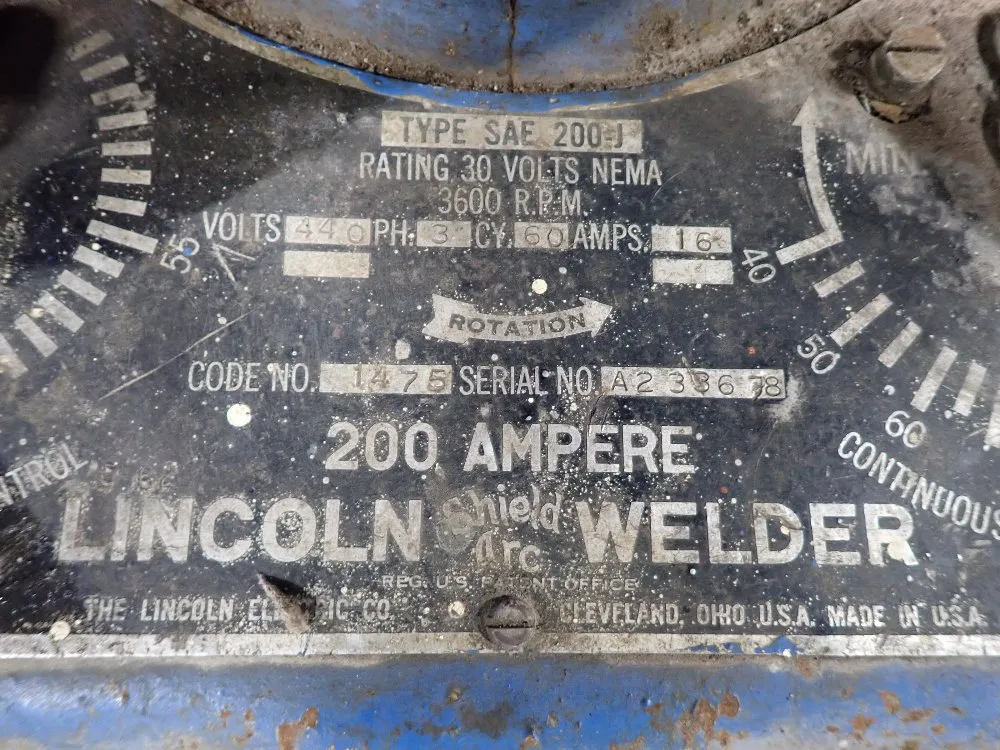 TYPE SAE 200-J
RATING 30 VOLTS NEMA
3600 R.P.M.
VOLTS 440 PH. 3 CY. 60 AMPS. 16
ROTATION
CODE NO. 1475 SERIAL NO. A233678
200 AMPERE
LINCOLN Shield Arc WELDER
REG. U.S. PATENT OFFICE
THE LINCOLN ELECTRIC CO. CLEVELAND, OHIO U.S.A. MADE IN U.S.A.
55
MIN
40
50
60
CONTINUOUS
NTROL